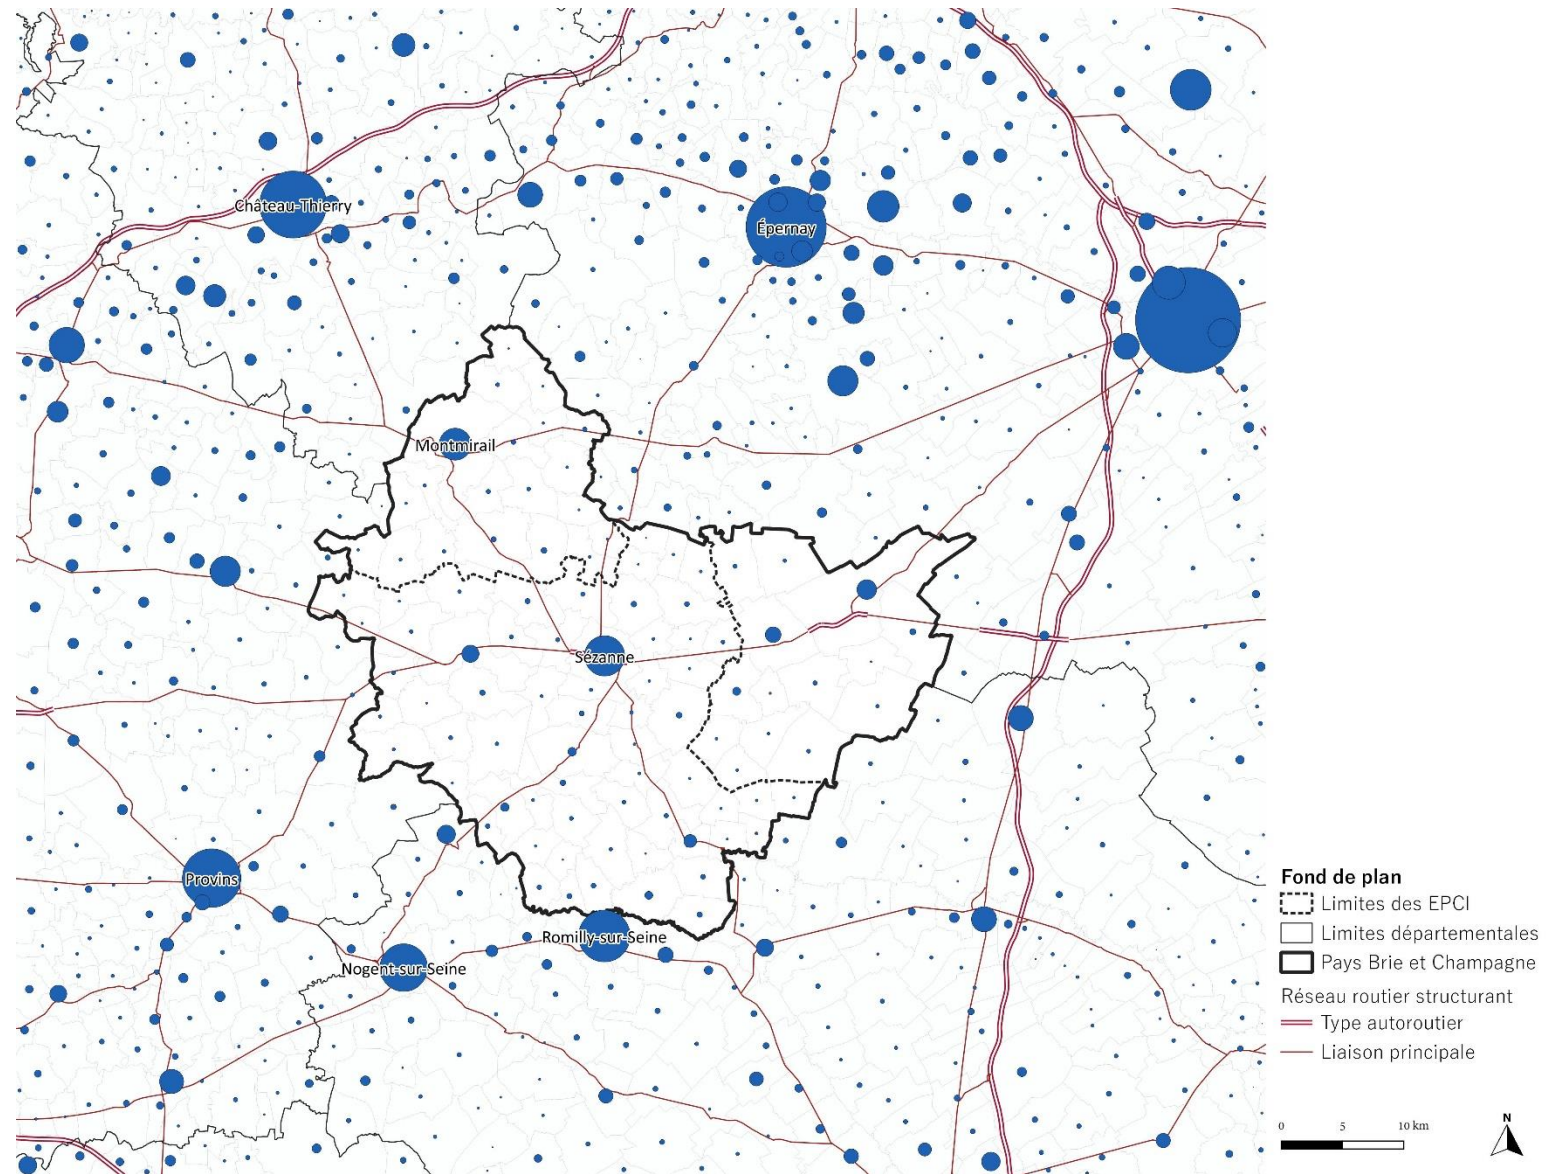 Château-Thierry
Épernay
Montmirail
Sézanne
Provins
Romilly-sur-Seine
Nogent-sur-Seine
Fond de plan
Limites des EPCI
Limites départementales
Pays Brie et Champagne
Réseau routier structurant
Type autoroutier
Liaison principale
0 5 10 km
N